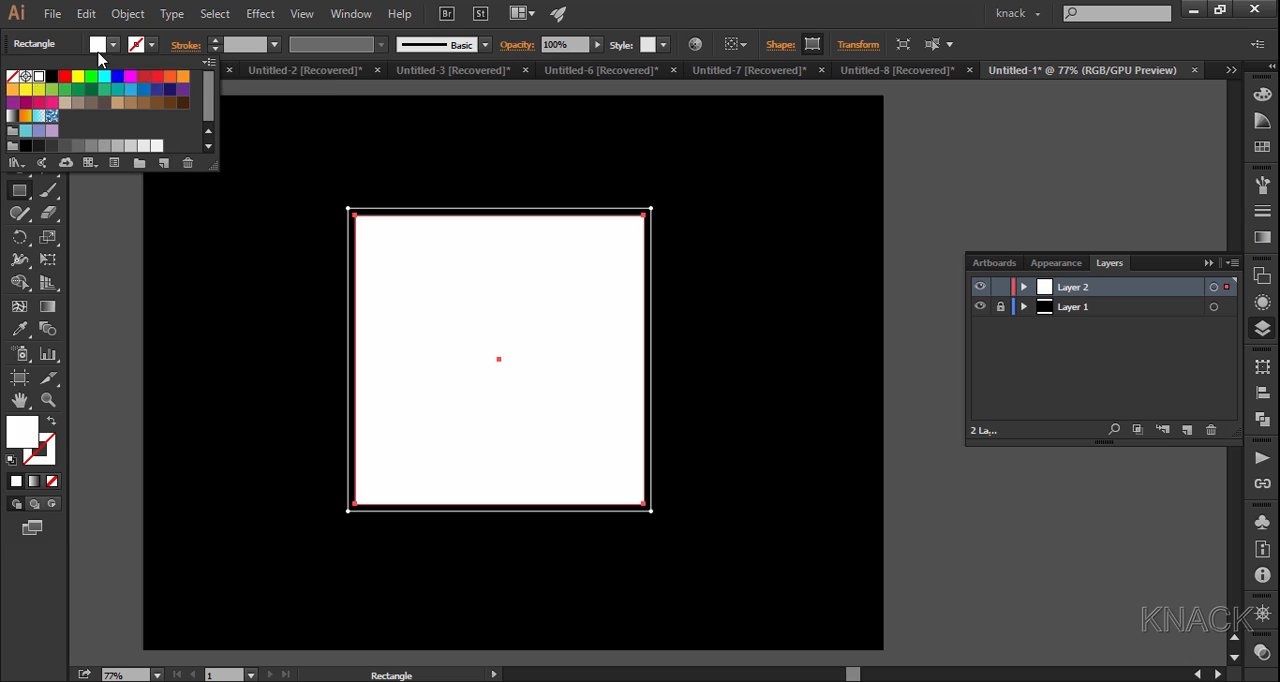 Ai File Edit Object Type Select Effect View Window Help Br St knack
Rectangle Stroke: Basic Opacity: 100% Style: Shape: Transform
Untitled-2 [Recovered]* × Untitled-3 [Recovered]* × Untitled-6 [Recovered]* × Untitled-7 [Recovered]* × Untitled-8 [Recovered]* × Untitled-1* @ 77% (RGB/GPU Preview) ×
Artboards Appearance Layers
Layer 2
Layer 1
2 La...
KNACK
77% 1 Rectangle